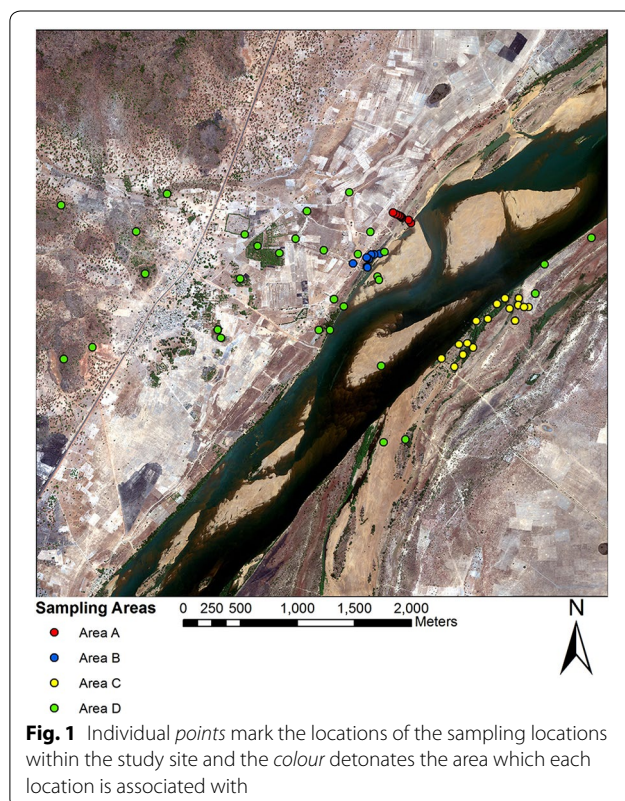 Sampling Areas
0 250 500 1,000 1,500 2,000
Meters
N
Area A
Area B
Area C
Area D
Fig. 1 Individual points mark the locations of the sampling locations
within the study site and the colour detonates the area which each
location is associated with